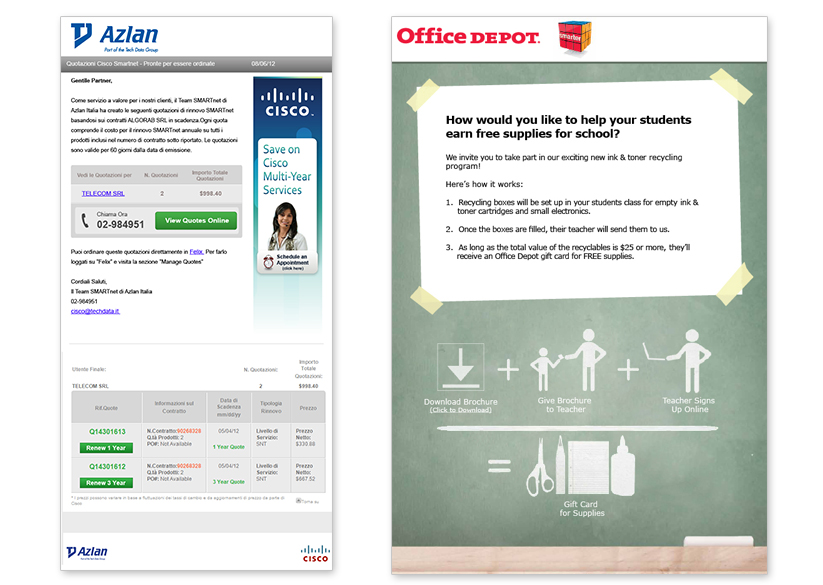 Azlan
Part of the Tech Data Group
Quotazioni Cisco Smartnet - Pronte per essere ordinate 08/06/12
Gentille Partner,
Come servizio a valore per i nostri clienti, il Team SMARTnet di
Azlan Italia ha creato le seguenti quotazioni di rinnovo SMARTnet
basandosi sui contratti ALGORAB SRL in scadenza.Ogni quota
comprende il costo per il rinnovo SMARTnet annuale su tutti i
prodotti inclusi nel numero di contratto sotto riportato. Le quotazioni
sono valide per 60 giorni dalla data di emissione.
Vedi le Quotazioni per N. Quotazioni Importo Totale
Quotazioni
TELECOM SRL 2 $998.40
Chiama Ora
02-984951
View Quotes Online
Puoi ordinare queste quotazioni direttamente in Felix. Per farlo
loggati su "Felix" e visita la sezione "Manage Quotes"
Cordiali Saluti,
Il Team SMARTnet di Azlan Italia
02-984951
cisco@techdata.it
CISCO
Save on
Cisco
Multi-Year
Services
Schedule an
Appointment
(click here)
Utente Finale: N. Quotazioni: Importo
Totale
Quotazioni:
TELECOM SRL 2 $998.40
Rif.Quote Informazioni sul
Contratto Data di
Scadenza
mm/dd/yy Tipologia
Rinnovo Prezzo
Q14301613
Renew 1 Year
N.Contratto:90268328
Q.tà Prodotti: 2
PO#: Not Available
05/04/12
1 Year Quote
Livello di
Servizio:
SNT
Prezzo
Netto:
$330.88
Q14301612
Renew 3 Year
N.Contratto:90268328
Q.tà Prodotti: 2
PO#: Not Available
05/04/12
3 Year Quote
Livello di
Servizio:
SNT
Prezzo
Netto:
$667.52
* I prezzi possono variare in base a fluttuazioni dei tassi di cambio e da aggiornamenti di prezzo da parte di
Cisco
Torna su
Azlan
Part of the Tech Data Group
CISCO
Office DEPOT.
smarter
How would you like to help your students
earn free supplies for school?
We invite you to take part in our exciting new ink & toner recycling
program!
Here's how it works:
1. Recycling boxes will be set up in your students class for empty ink &
toner cartridges and small electronics.
2. Once the boxes are filled, their teacher will send them to us.
3. As long as the total value of the recyclables is $25 or more, they'll
receive an Office Depot gift card for FREE supplies.
Download Brochure
(Click to Download)
+
Give Brochure
to Teacher
+
Teacher Signs
Up Online
=
Gift Card
for Supplies